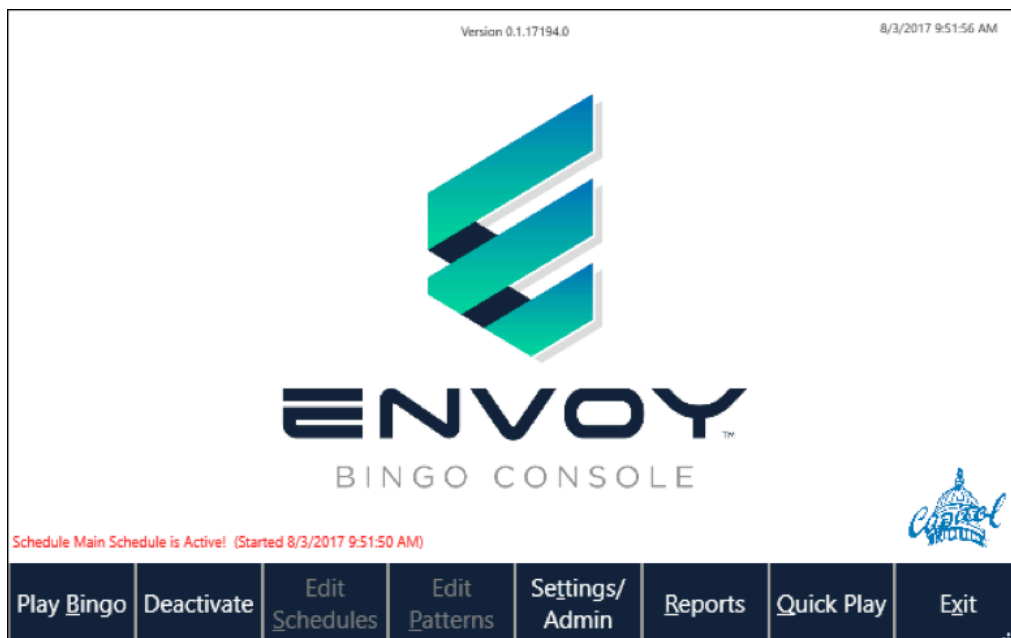 Version 0.1.17194.0
8/3/2017 9:51:56 AM
ENVOY™
BINGO CONSOLE
Capitol
Schedule Main Schedule is Active! (Started 8/3/2017 9:51:50 AM)
Play Bingo
Deactivate
Edit
Schedules
Edit
Patterns
Settings/
Admin
Reports
Quick Play
Exit